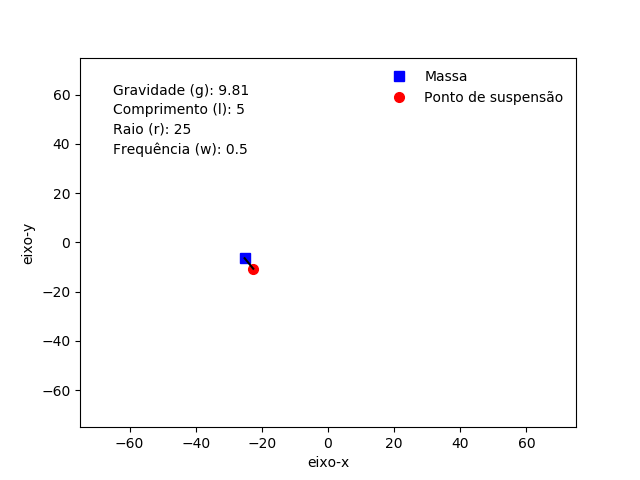 Gravidade (g): 9.81
Comprimento (l): 5
Raio (r): 25
Frequência (w): 0.5
Massa
Ponto de suspensão
60
40
20
0
−20
−40
−60
eixo-y
−60 −40 −20 0 20 40 60
eixo-x